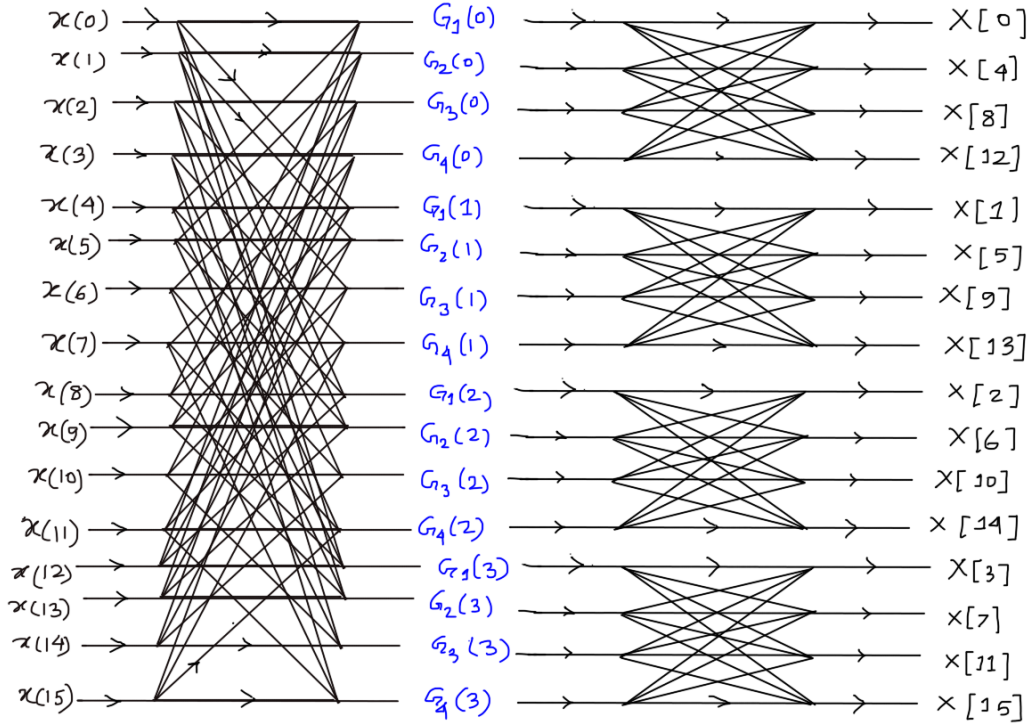 x(0) G₁(0) X[0]
x(1) G₂(0) X[4]
x(2) G₃(0) X[8]
x(3) G₄(0) X[12]
x(4) G₁(1) X[1]
x(5) G₂(1) X[5]
x(6) G₃(1) X[9]
x(7) G₄(1) X[13]
x(8) G₁(2) X[2]
x(9) G₂(2) X[6]
x(10) G₃(2) X[10]
x(11) G₄(2) X[14]
x(12) G₁(3) X[3]
x(13) G₂(3) X[7]
x(14) G₃(3) X[11]
x(15) G₄(3) X[15]